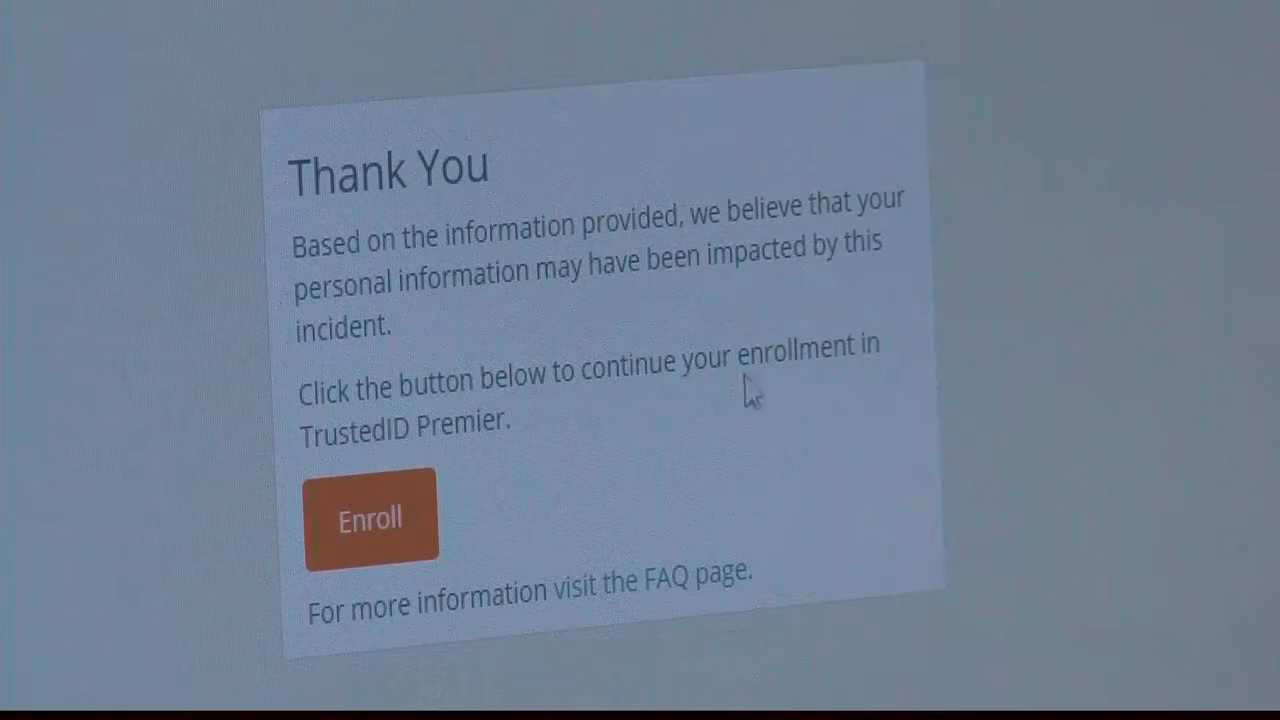 Thank You
Based on the information provided, we believe that your
personal information may have been impacted by this
incident.
Click the button below to continue your enrollment in
TrustedID Premier.
Enroll
For more information visit the FAQ page.